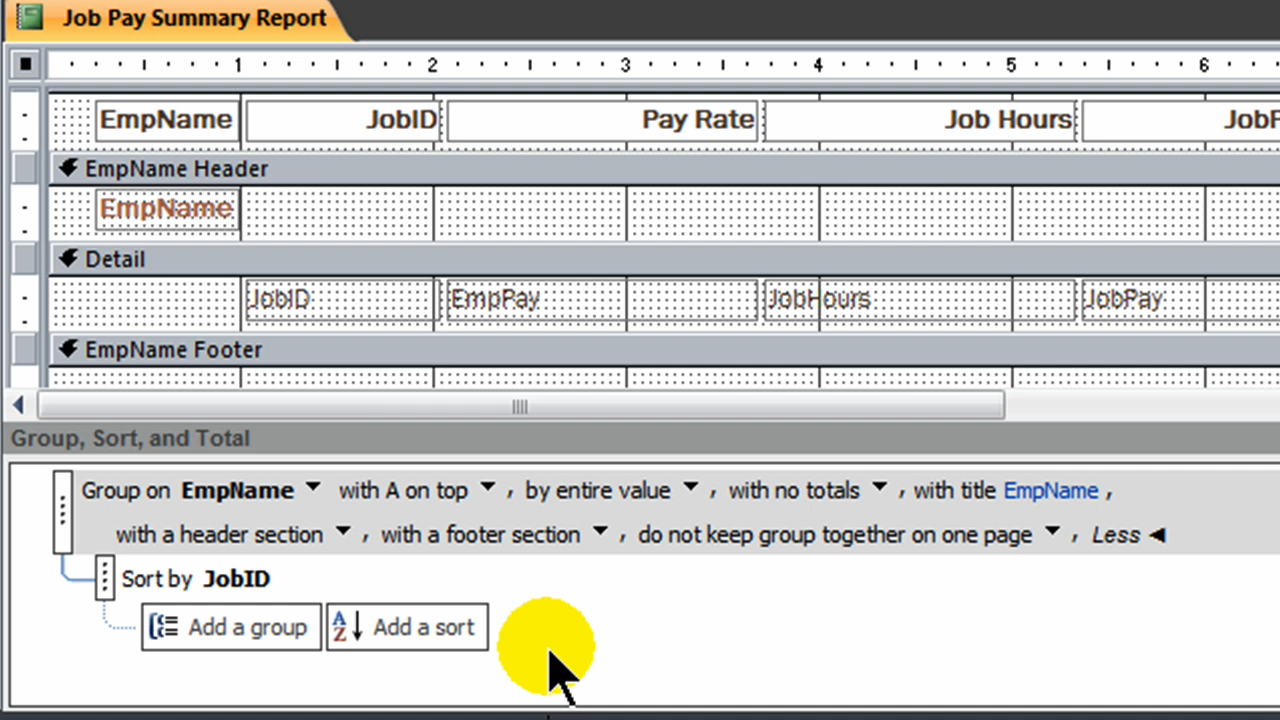 Job Pay Summary Report
1 2 3 4 5 6
EmpName JobID Pay Rate Job Hours JobP
EmpName Header
EmpName
Detail
JobID EmpPay JobHours JobPay
EmpName Footer
Group, Sort, and Total
Group on EmpName with A on top , by entire value , with no totals , with title EmpName ,
with a header section , with a footer section , do not keep group together on one page , Less
Sort by JobID
Add a group AZ Add a sort